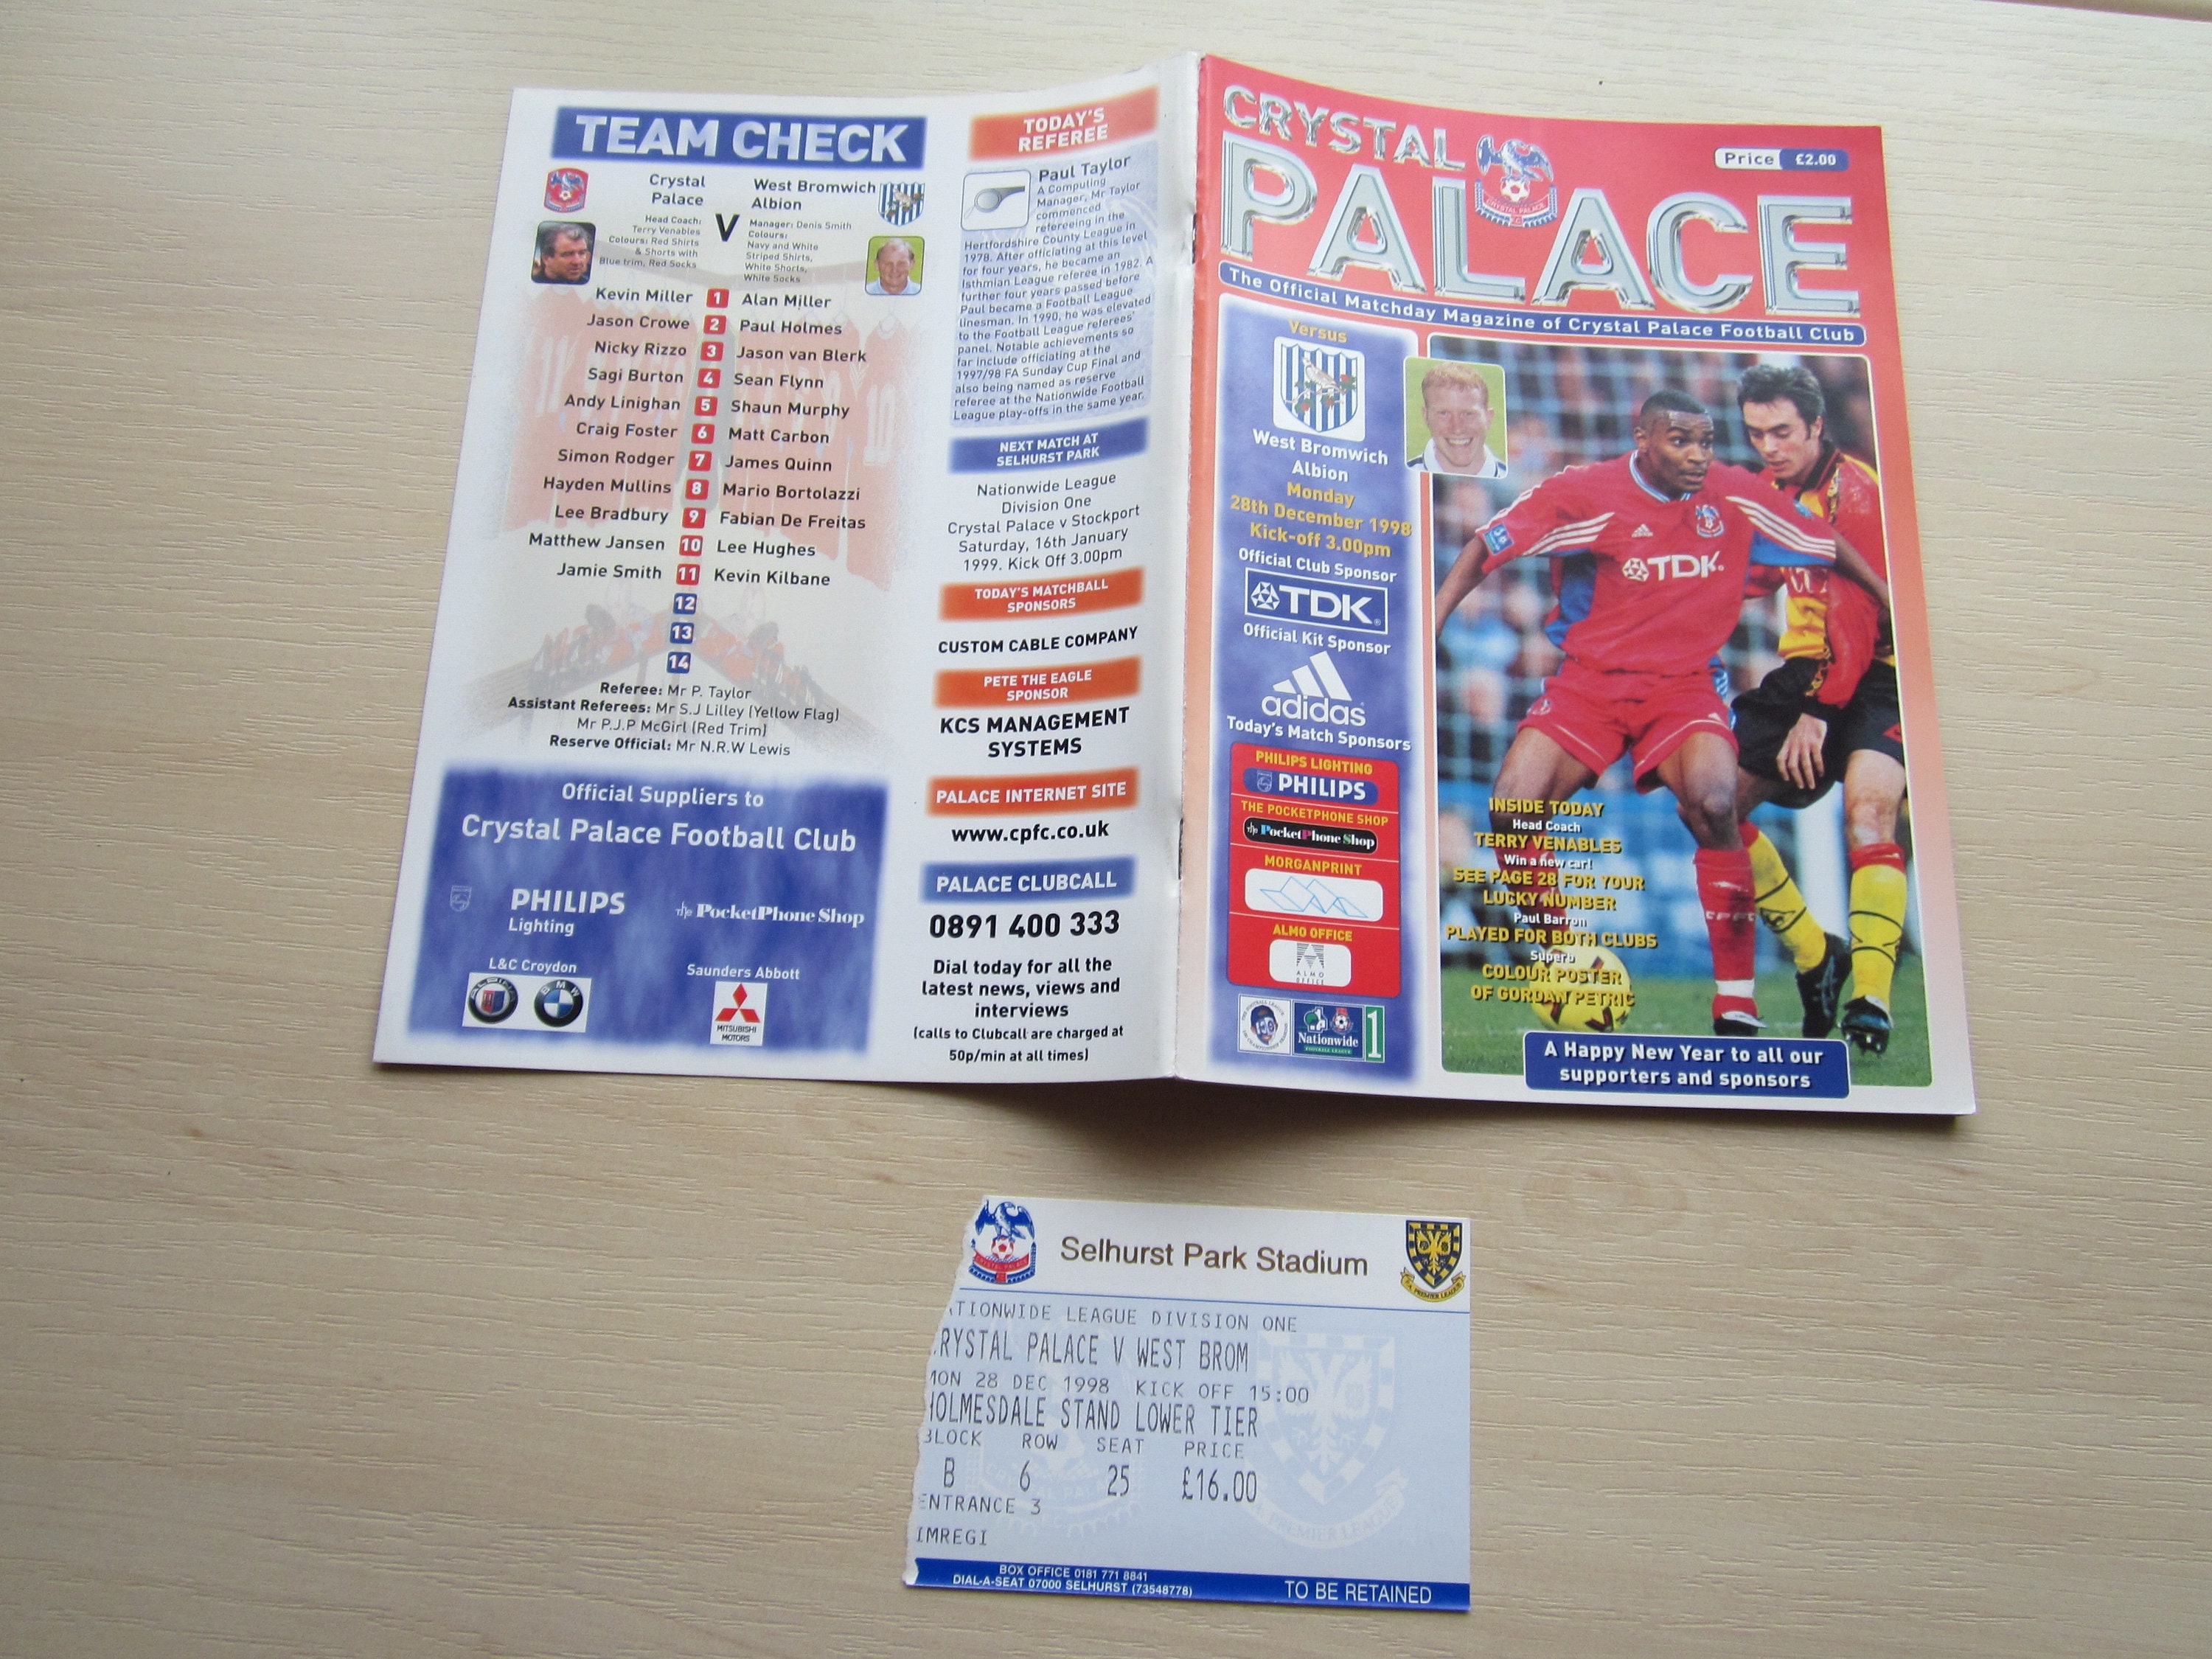 TEAM CHECK
Crystal
Palace
V
West Bromwich
Albion
Head Coach:
Terry Venables
Colours: Red Shirts
& Shorts with
Blue trim, Red Socks
Manager: Denis Smith
Colours:
Navy and White
Striped Shirts,
White Shorts,
White Socks
Kevin Miller 1 Alan Miller
Jason Crowe 2 Paul Holmes
Nicky Rizzo 3 Jason van Blerk
Sagi Burton 4 Sean Flynn
Andy Linighan 5 Shaun Murphy
Craig Foster 6 Matt Carbon
Simon Rodger 7 James Quinn
Hayden Mullins 8 Mario Bortolazzi
Lee Bradbury 9 Fabian De Freitas
Matthew Jansen 10 Lee Hughes
Jamie Smith 11 Kevin Kilbane
12
13
14
Referee: Mr P. Taylor
Assistant Referees: Mr S.J Lilley (Yellow Flag)
Mr P.J.P McGirl (Red Trim)
Reserve Official: Mr N.R.W Lewis
Official Suppliers to
Crystal Palace Football Club
PHILIPS
Lighting
the PocketPhone Shop
L&C Croydon
ALPINA
BMW
Saunders Abbott
MITSUBISHI
MOTORS
TODAY'S
REFEREE
Paul Taylor
A Computing
Manager, Mr Taylor
commenced
refereeing in the
Hertfordshire County League in
1978. After officiating at this level
for four years, he became an
Isthmian League referee in 1982. A
further four years passed before
Paul became a Football League
linesman. In 1990, he was elevated
to the Football League referees'
panel. Notable achievements so
far include officiating at the
1997/98 FA Sunday Cup Final and
also being named as reserve
referee at the Nationwide Football
League play-offs in the same year.
NEXT MATCH AT
SELHURST PARK
Nationwide League
Division One
Crystal Palace v Stockport
Saturday, 16th January
1999. Kick Off 3.00pm
TODAY'S MATCHBALL
SPONSORS
CUSTOM CABLE COMPANY
PETE THE EAGLE
SPONSOR
KCS MANAGEMENT
SYSTEMS
PALACE INTERNET SITE
www.cpfc.co.uk
PALACE CLUBCALL
0891 400 333
Dial today for all the
latest news, views and
interviews
(calls to Clubcall are charged at
50p/min at all times)
CRYSTAL
PALACE
CRYSTAL PALACE
F.C
Price £2.00
The Official Matchday Magazine of Crystal Palace Football Club
Versus
West Bromwich
Albion
Monday
28th December 1998
Kick-off 3.00pm
Official Club Sponsor
TDK
Official Kit Sponsor
adidas
Today's Match Sponsors
PHILIPS LIGHTING
PHILIPS
THE POCKETPHONE SHOP
the PocketPhone Shop
MORGANPRINT
ALMO OFFICE
ALMO
OFFICE
Nationwide
FOOTBALL LEAGUE
1
adidas
TDK
CPFC
INSIDE TODAY
Head Coach
TERRY VENABLES
Win a new car!
SEE PAGE 28 FOR YOUR
LUCKY NUMBER
Paul Barron
PLAYED FOR BOTH CLUBS
Superb
COLOUR POSTER
OF GORDAN PETRIC
A Happy New Year to all our
supporters and sponsors
CRYSTAL PALACE
Selhurst Park Stadium
F.A. PREMIER LEAGUE
ATIONWIDE LEAGUE DIVISION ONE
RYSTAL PALACE V WEST BROM
MON 28 DEC 1998 KICK OFF 15:00
HOLMESDALE STAND LOWER TIER
BLOCK ROW SEAT PRICE
B 6 25 £16.00
ENTRANCE 3
IMREGI
BOX OFFICE 0181 771 8841
DIAL-A-SEAT 07000 SELHURST (73548778)
TO BE RETAINED